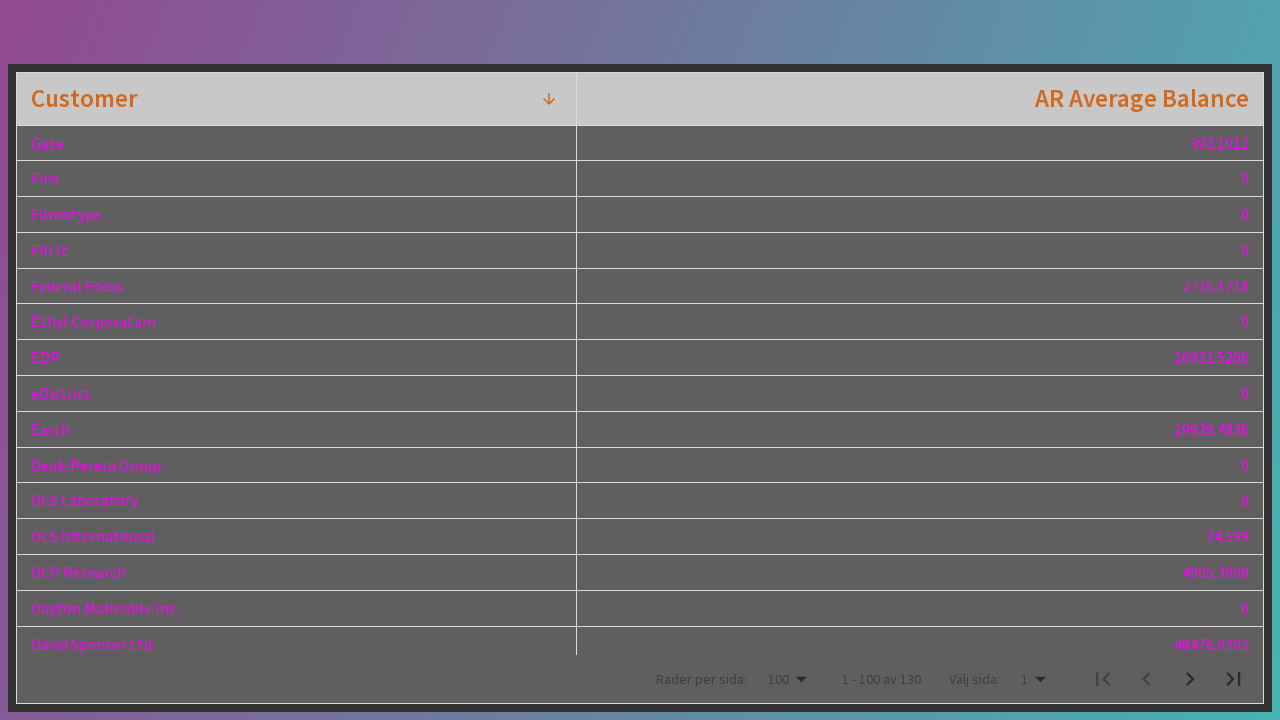 Customer AR Average Balance
Gate 393.1012
Fins 0
Filmotype 0
Fill It 0
Federal Focus 2776.1718
Ethyl Corporation 0
EDP 16931.5206
eDistrict 0
Earth 19939.4836
Deak-Perera Group 0
DCS Laboratory 0
DCS International 24.599
DCP Research 4905.3908
Dayton Malleable Inc 0
David Spencer Ltd 48476.0202
Rader per sida: 100 1 - 100 av 130 Välj sida: 1